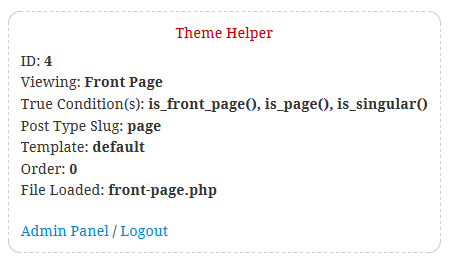 Theme Helper
ID: 4
Viewing: Front Page
True Condition(s): is_front_page(), is_page(), is_singular()
Post Type Slug: page
Template: default
Order: 0
File Loaded: front-page.php
Admin Panel / Logout